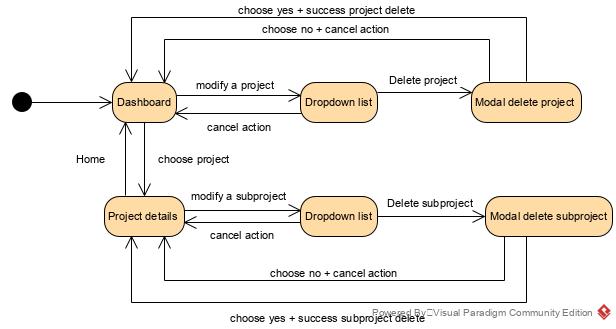 choose yes + success project delete
choose no + cancel action
modify a project
Delete project
Dashboard
Dropdown list
Modal delete project
cancel action
Home
choose project
modify a subproject
Delete subproject
Project details
Dropdown list
Modal delete subproject
cancel action
choose no + cancel action
Powered By□Visual Paradigm Community Edition
choose yes + success subproject delete